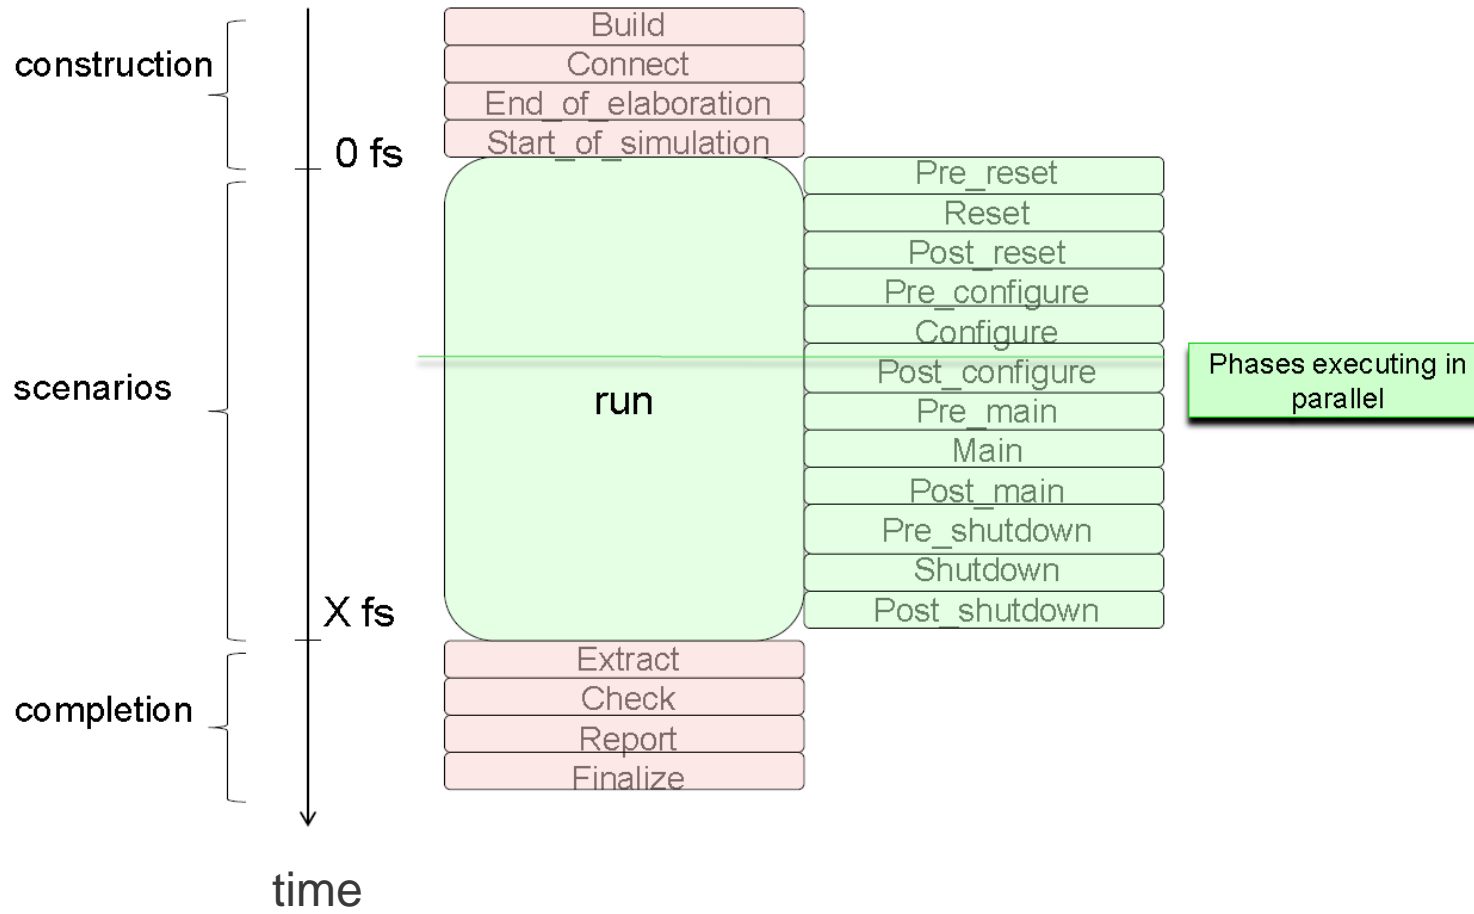 construction
scenarios
completion
0 fs
X fs
time
Build
Connect
End_of_elaboration
Start_of_simulation
run
Pre_reset
Reset
Post_reset
Pre_configure
Configure
Post_configure
Pre_main
Main
Post_main
Pre_shutdown
Shutdown
Post_shutdown
Extract
Check
Report
Finalize
Phases executing in
parallel